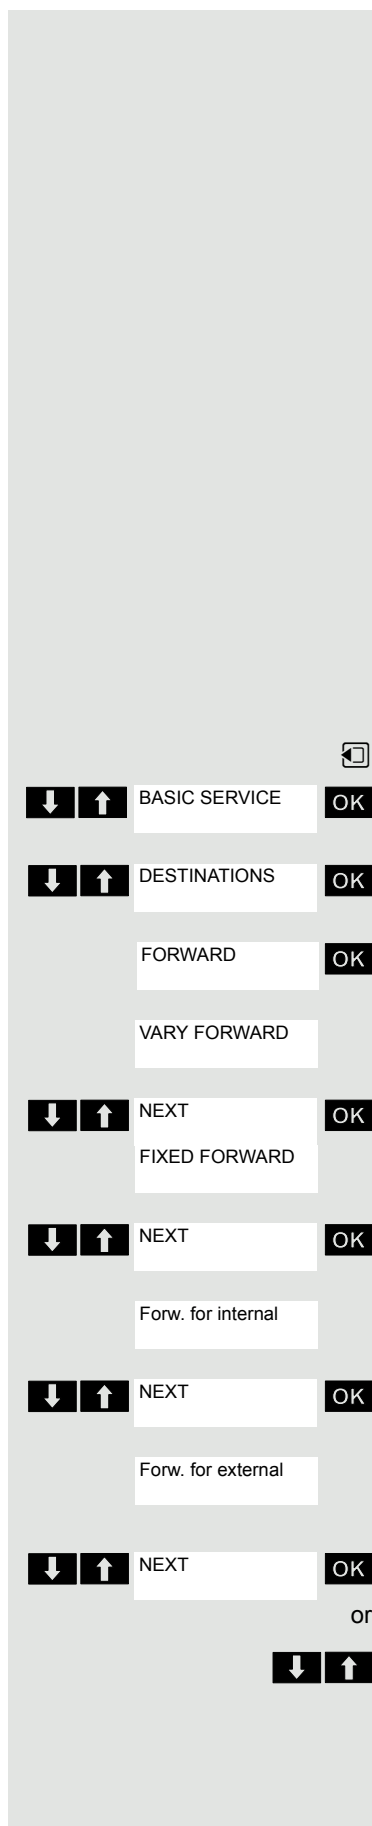 BASIC SERVICE OK
DESTINATIONS OK
FORWARD OK
VARY FORWARD
NEXT OK
FIXED FORWARD
NEXT OK
Forw. for internal
NEXT OK
Forw. for external
NEXT OK
or